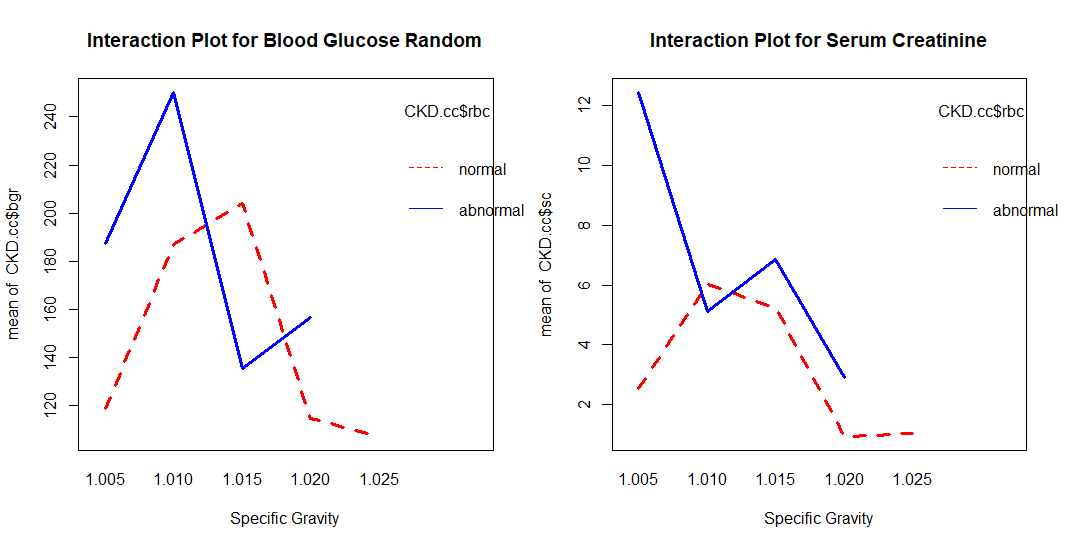 Interaction Plot for Blood Glucose Random
mean of  CKD.cc$bgr
240
220
200
180
160
140
120
CKD.cc$rbc
normal
abnormal
1.005 1.010 1.015 1.020 1.025
Specific Gravity
Interaction Plot for Serum Creatinine
mean of  CKD.cc$sc
12
10
8
6
4
2
CKD.cc$rbc
normal
abnormal
1.005 1.010 1.015 1.020 1.025
Specific Gravity